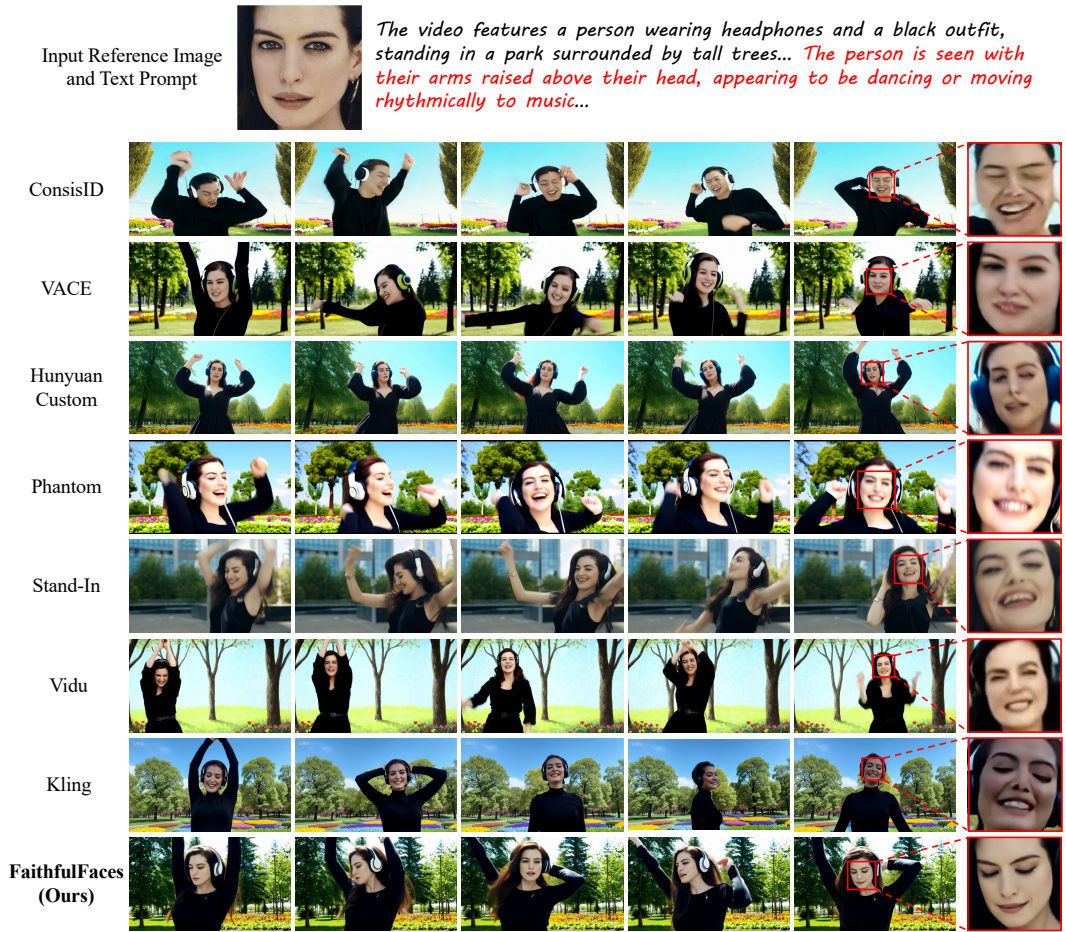 Input Reference Image
and Text Prompt
The video features a person wearing headphones and a black outfit,
standing in a park surrounded by tall trees... The person is seen with
their arms raised above their head, appearing to be dancing or moving
rhythmically to music...
ConsisID
VACE
Hunyuan
Custom
Phantom
Stand-In
Vidu
Kling
FaithfulFaces
(Ours)